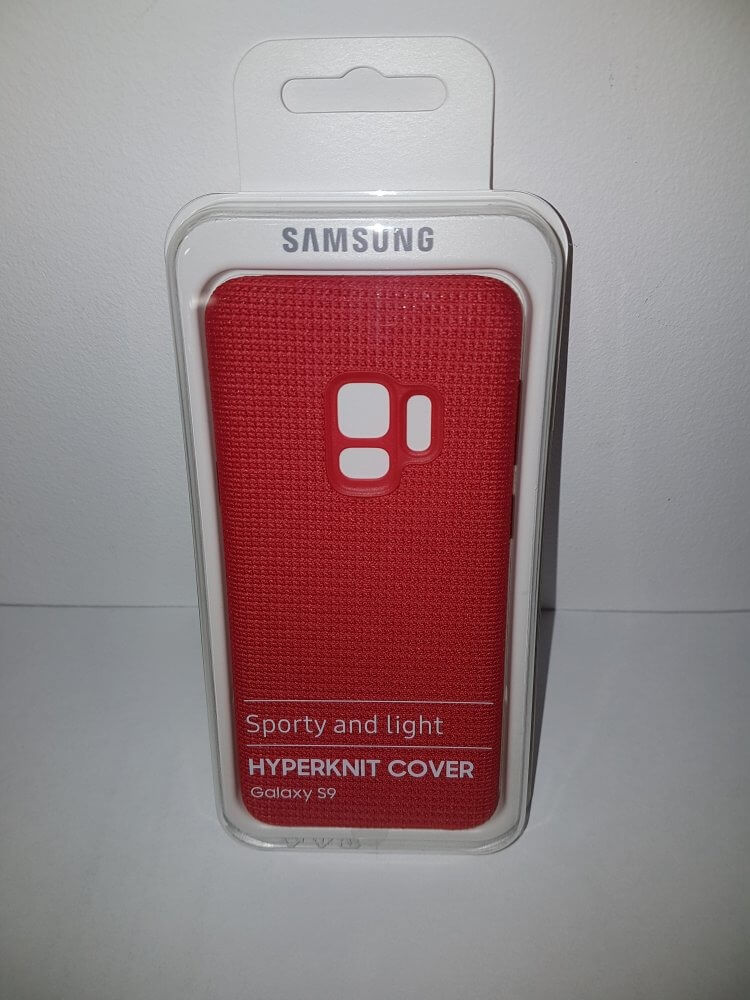 SAMSUNG
Sporty and light
HYPERKNIT COVER
Galaxy S9